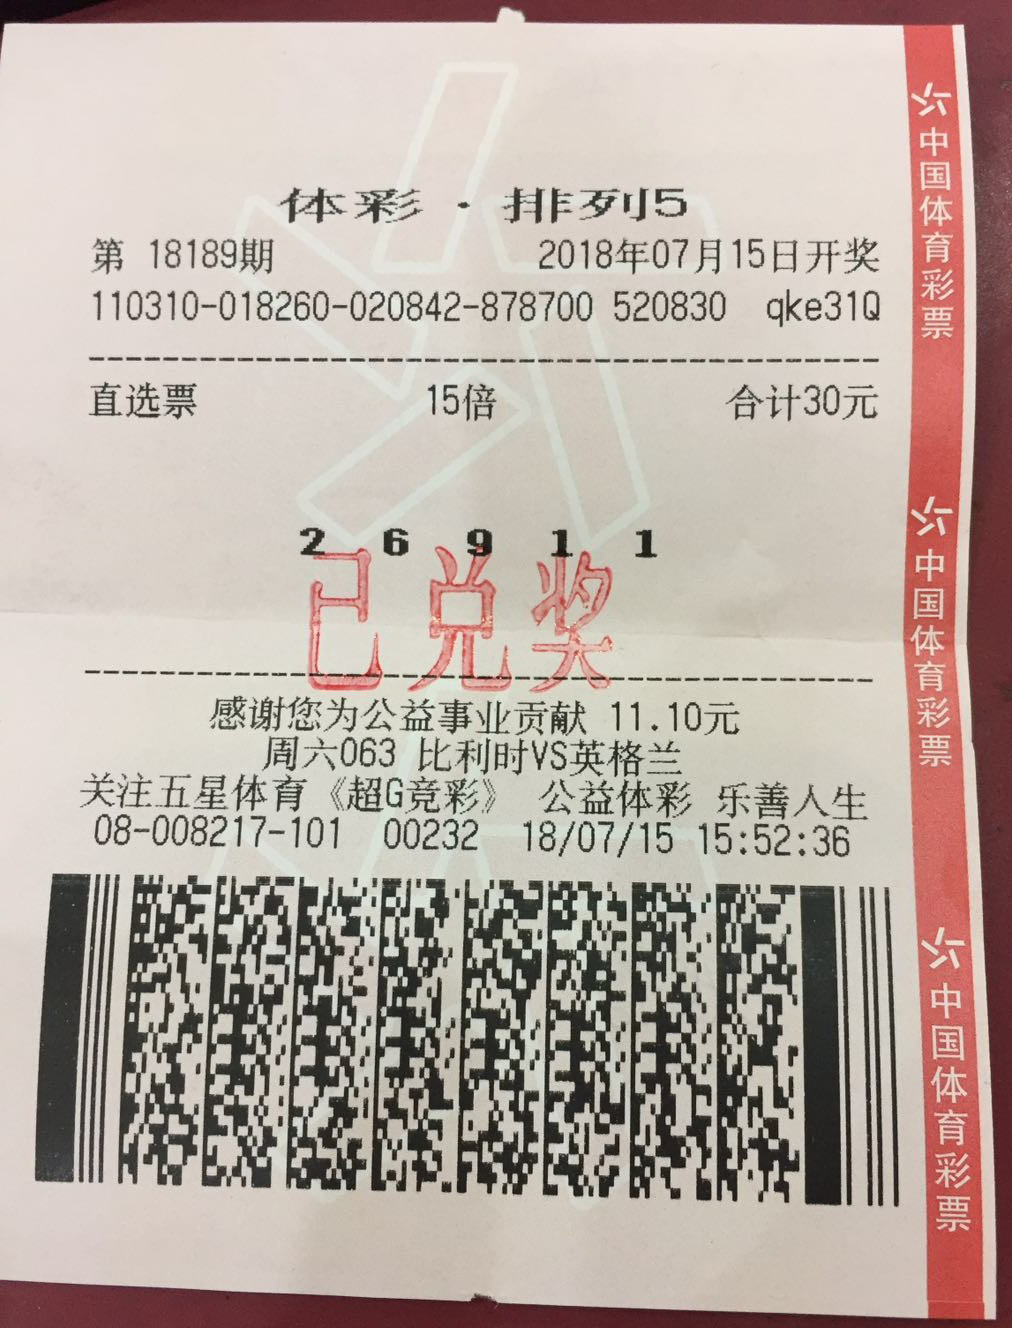 体彩·排列5
第 18189期 2018年07月15日开奖
110310-018260-020842-878700 520830 qke31Q
直选票 15倍 合计30元
2 6 9 1 1
已兑奖
感谢您为公益事业贡献 11.10元
周六063 比利时VS英格兰
关注五星体育《超G竞彩》 公益体彩 乐善人生
08-008217-101 00232 18/07/15 15:52:36
中国体育彩票
中国体育彩票
中国体育彩票